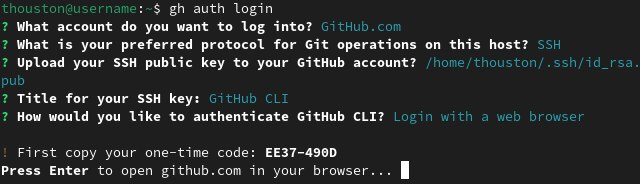 thouston@username:~$ gh auth login
? What account do you want to log into? GitHub.com
? What is your preferred protocol for Git operations on this host? SSH
? Upload your SSH public key to your GitHub account? /home/thouston/.ssh/id_rsa.
pub
? Title for your SSH key: GitHub CLI
? How would you like to authenticate GitHub CLI? Login with a web browser
! First copy your one-time code: EE37-490D
Press Enter to open github.com in your browser...